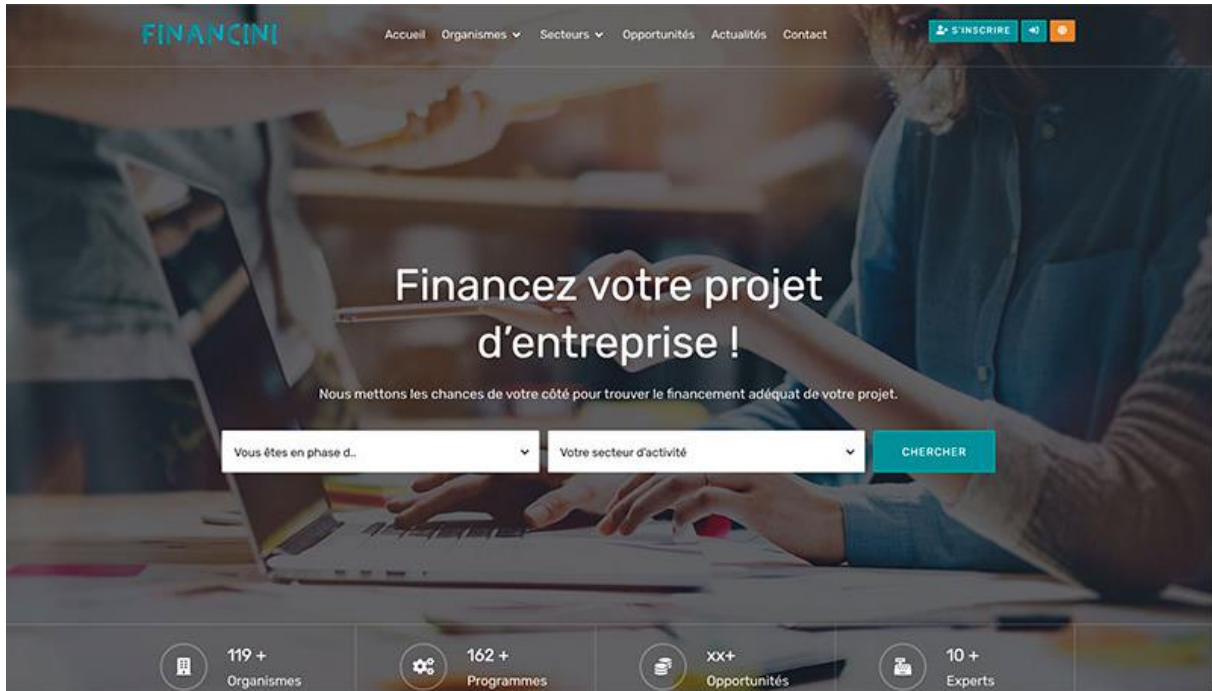 FINANCINI
Accueil Organismes Secteurs Opportunités Actualités Contact
S'INSCRIRE
Financez votre projet
d'entreprise !
Nous mettons les chances de votre côté pour trouver le financement adéquat de votre projet.
Vous êtes en phase d..
Votre secteur d'activité
CHERCHER
119 +
Organismes
162 +
Programmes
xx+
Opportunités
10 +
Experts